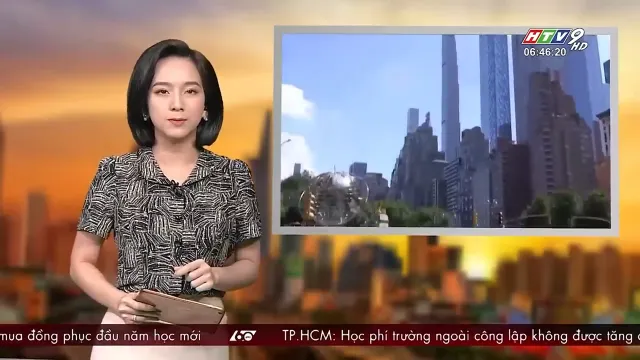 HTV9 HD
06:46:20
mua đồng phục đầu năm học mới 60 TP.HCM: Học phí trường ngoài công lập không được tăng